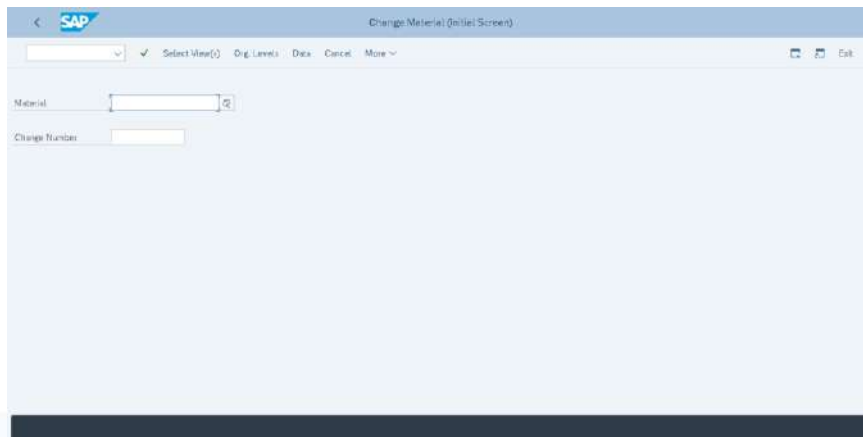 SAP Change Material (Initial Screen)
Select View(s) Org. Levels Data Cancel More Exit
Material
Change Number